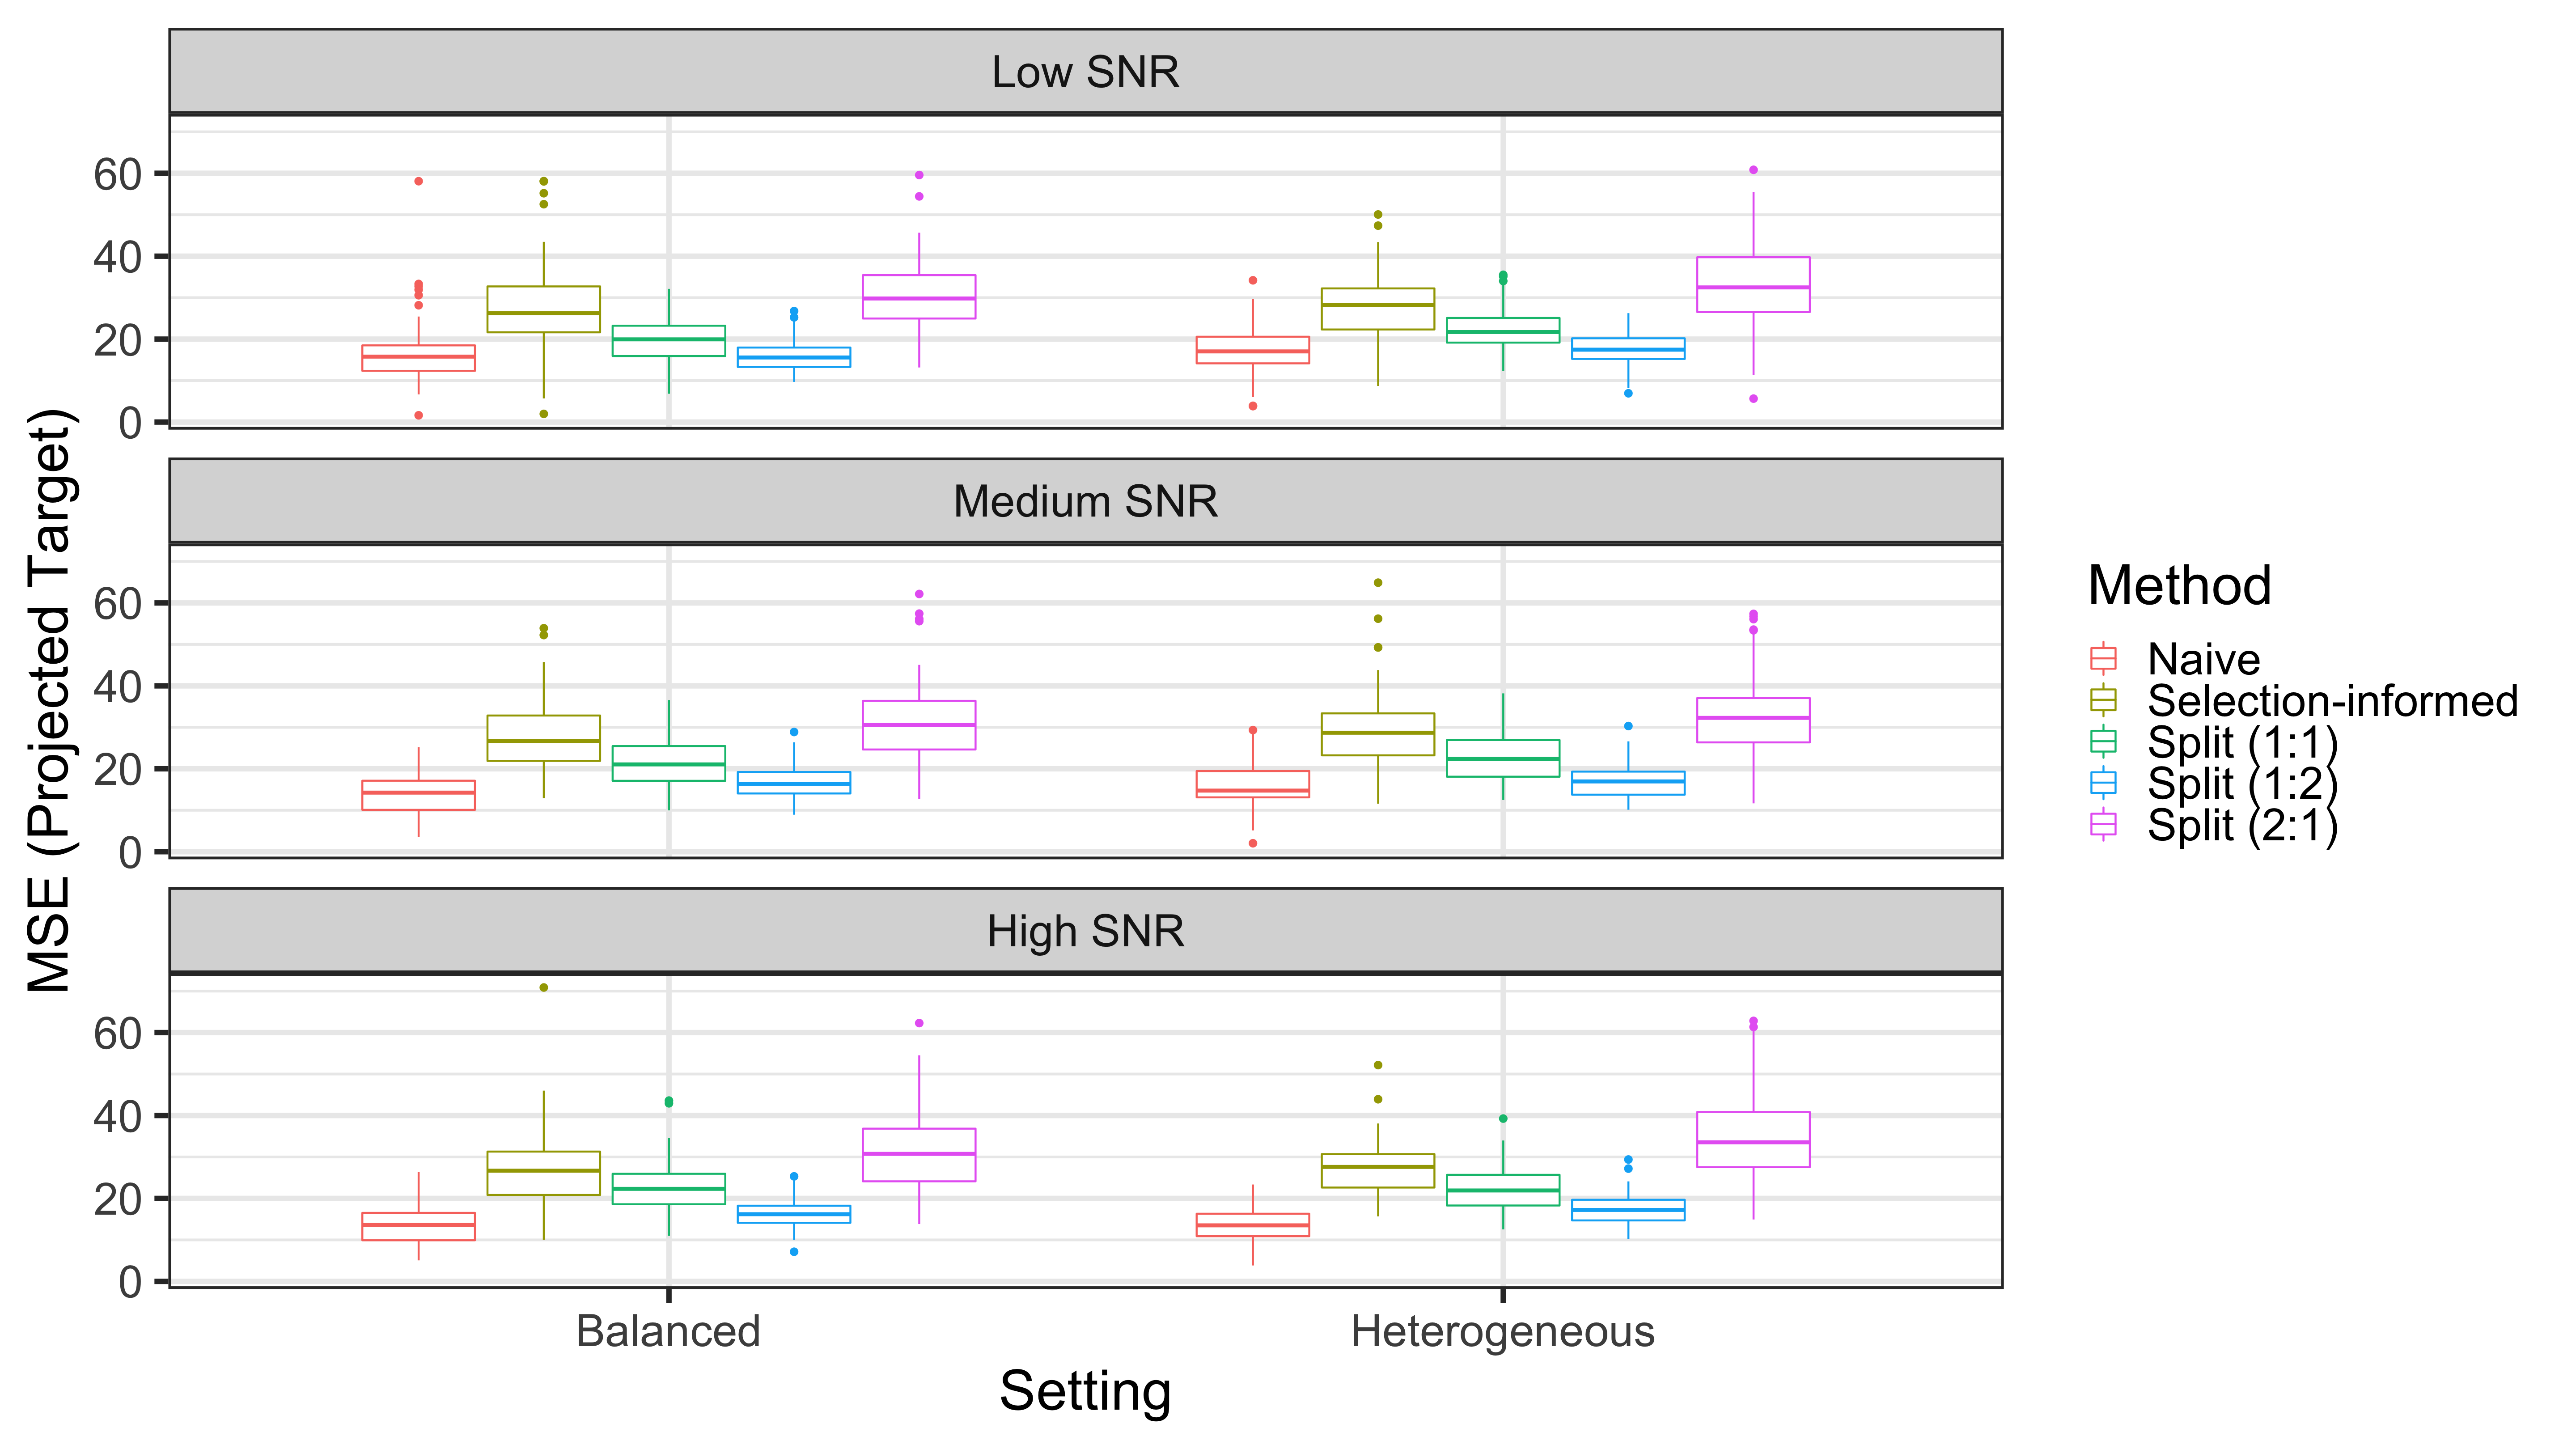 Low SNR
60
40
20
0
Medium SNR
60
40
20
0
High SNR
60
40
20
0
MSE (Projected Target)
Balanced
Heterogeneous
Setting
Method
Naive
Selection-informed
Split (1:1)
Split (1:2)
Split (2:1)